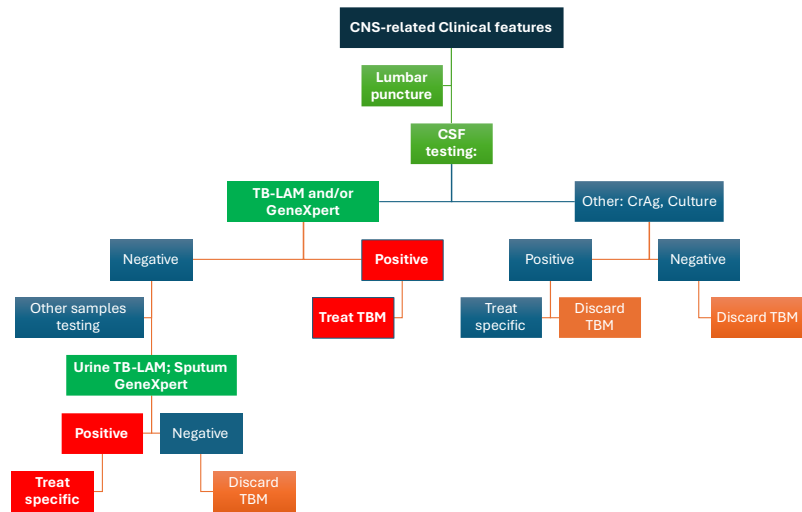 CNS-related Clinical features
Lumbar
puncture
CSF
testing:
TB-LAM and/or
GeneXpert
Other: CrAg, Culture
Negative
Positive
Positive
Negative
Other samples
testing
Treat TBM
Treat
specific
Discard
TBM
Discard TBM
Urine TB-LAM; Sputum
GeneXpert
Positive
Negative
Treat
specific
Discard
TBM